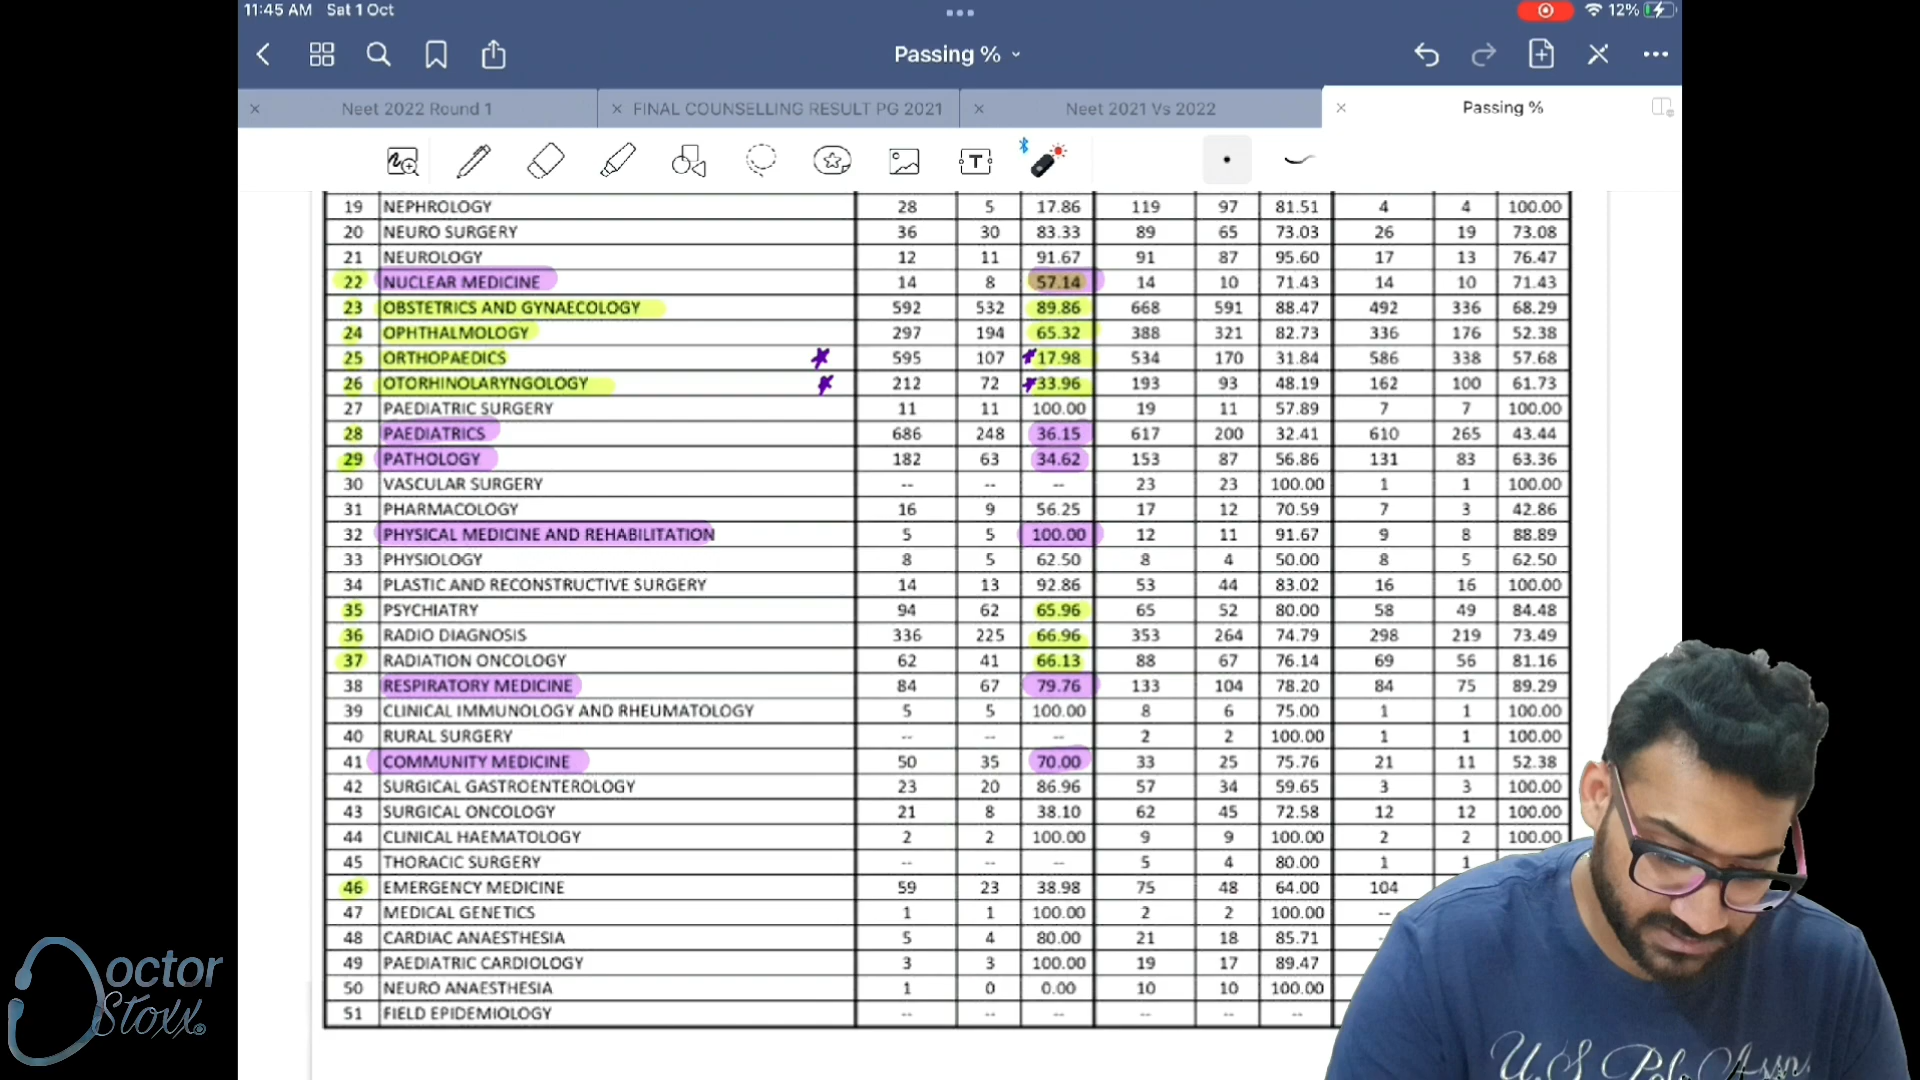 11:45 AM Sat 1 Oct
12%
Passing %
Neet 2022 Round 1
FINAL COUNSELLING RESULT PG 2021
Neet 2021 Vs 2022
Passing %
19 NEPHROLOGY 28 5 17.86 119 97 81.51 4 4 100.00
20 NEURO SURGERY 36 30 83.33 89 65 73.03 26 19 73.08
21 NEUROLOGY 12 11 91.67 91 87 95.60 17 13 76.47
22 NUCLEAR MEDICINE 14 8 57.14 14 10 71.43 14 10 71.43
23 OBSTETRICS AND GYNAECOLOGY 592 532 89.86 668 591 88.47 492 336 68.29
24 OPHTHALMOLOGY 297 194 65.32 388 321 82.73 336 176 52.38
25 ORTHOPAEDICS 595 107 17.98 534 170 31.84 586 338 57.68
26 OTORHINOLARYNGOLOGY 212 72 33.96 193 93 48.19 162 100 61.73
27 PAEDIATRIC SURGERY 11 11 100.00 19 11 57.89 7 7 100.00
28 PAEDIATRICS 686 248 36.15 617 200 32.41 610 265 43.44
29 PATHOLOGY 182 63 34.62 153 87 56.86 131 83 63.36
30 VASCULAR SURGERY -- -- -- 23 23 100.00 1 1 100.00
31 PHARMACOLOGY 16 9 56.25 17 12 70.59 7 3 42.86
32 PHYSICAL MEDICINE AND REHABILITATION 5 5 100.00 12 11 91.67 9 8 88.89
33 PHYSIOLOGY 8 5 62.50 8 4 50.00 8 5 62.50
34 PLASTIC AND RECONSTRUCTIVE SURGERY 14 13 92.86 53 44 83.02 16 16 100.00
35 PSYCHIATRY 94 62 65.96 65 52 80.00 58 49 84.48
36 RADIO DIAGNOSIS 336 225 66.96 353 264 74.79 298 219 73.49
37 RADIATION ONCOLOGY 62 41 66.13 88 67 76.14 69 56 81.16
38 RESPIRATORY MEDICINE 84 67 79.76 133 104 78.20 84 75 89.29
39 CLINICAL IMMUNOLOGY AND RHEUMATOLOGY 5 5 100.00 8 6 75.00 1 1 100.00
40 RURAL SURGERY -- -- -- 2 2 100.00 1 1 100.00
41 COMMUNITY MEDICINE 50 35 70.00 33 25 75.76 21 11 52.38
42 SURGICAL GASTROENTEROLOGY 23 20 86.96 57 34 59.65 3 3 100.00
43 SURGICAL ONCOLOGY 21 8 38.10 62 45 72.58 12 12 100.00
44 CLINICAL HAEMATOLOGY 2 2 100.00 9 9 100.00 2 2 100.00
45 THORACIC SURGERY -- -- -- 5 4 80.00 1 1
46 EMERGENCY MEDICINE 59 23 38.98 75 48 64.00 104
47 MEDICAL GENETICS 1 1 100.00 2 2 100.00 --
48 CARDIAC ANAESTHESIA 5 4 80.00 21 18 85.71
49 PAEDIATRIC CARDIOLOGY 3 3 100.00 19 17 89.47
50 NEURO ANAESTHESIA 1 0 0.00 10 10 100.00
51 FIELD EPIDEMIOLOGY -- -- -- -- -- --
Doctor
Stoxx
U.S. Polo Assn.